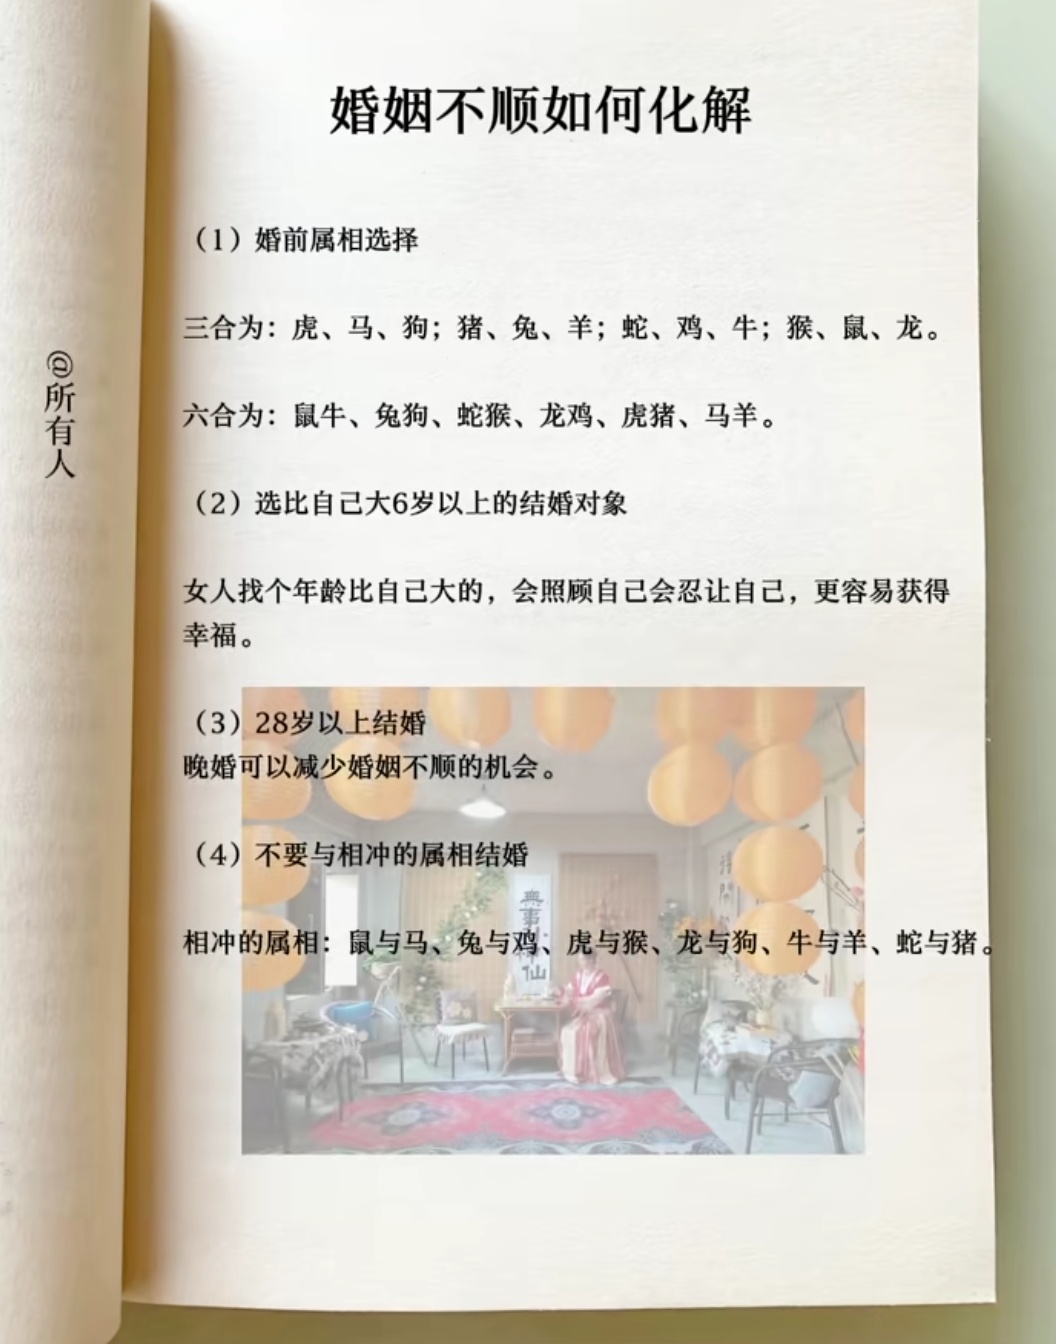 婚姻不顺如何化解
（1）婚前属相选择
三合为：虎、马、狗；猪、兔、羊；蛇、鸡、牛；猴、鼠、龙。
六合为：鼠牛、兔狗、蛇猴、龙鸡、虎猪、马羊。
（2）选比自己大6岁以上的结婚对象
女人找个年龄比自己大的，会照顾自己会忍让自己，更容易获得
幸福。
（3）28岁以上结婚
晚婚可以减少婚姻不顺的机会。
（4）不要与相冲的属相结婚
相冲的属相：鼠与马、兔与鸡、虎与猴、龙与狗、牛与羊、蛇与猪。
@所有人
無事
仙